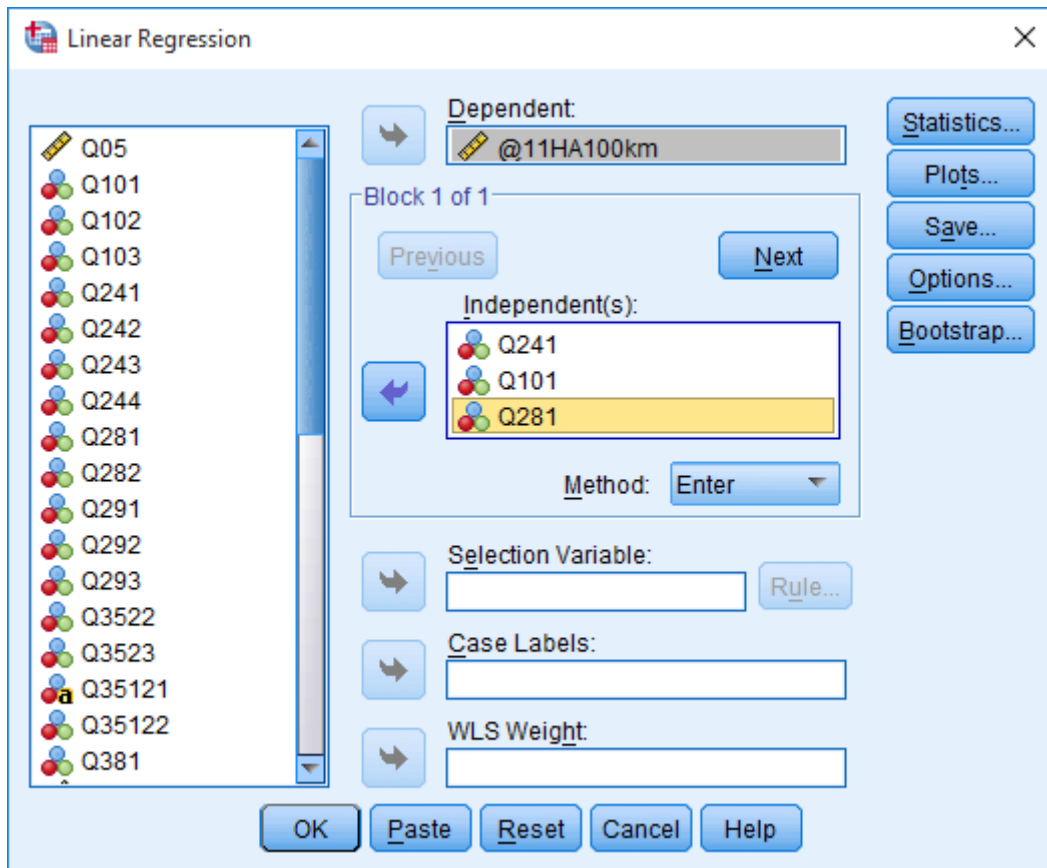 Linear Regression
Q05
Q101
Q102
Q103
Q241
Q242
Q243
Q244
Q281
Q282
Q291
Q292
Q293
Q3522
Q3523
a Q35121
Q35122
Q381
Dependent:
@11HA100km
Block 1 of 1
Previous
Next
Independent(s):
Q241
Q101
Q281
Method: Enter
Selection Variable:
Rule...
Case Labels:
WLS Weight:
Statistics...
Plots...
Save...
Options...
Bootstrap...
OK Paste Reset Cancel Help